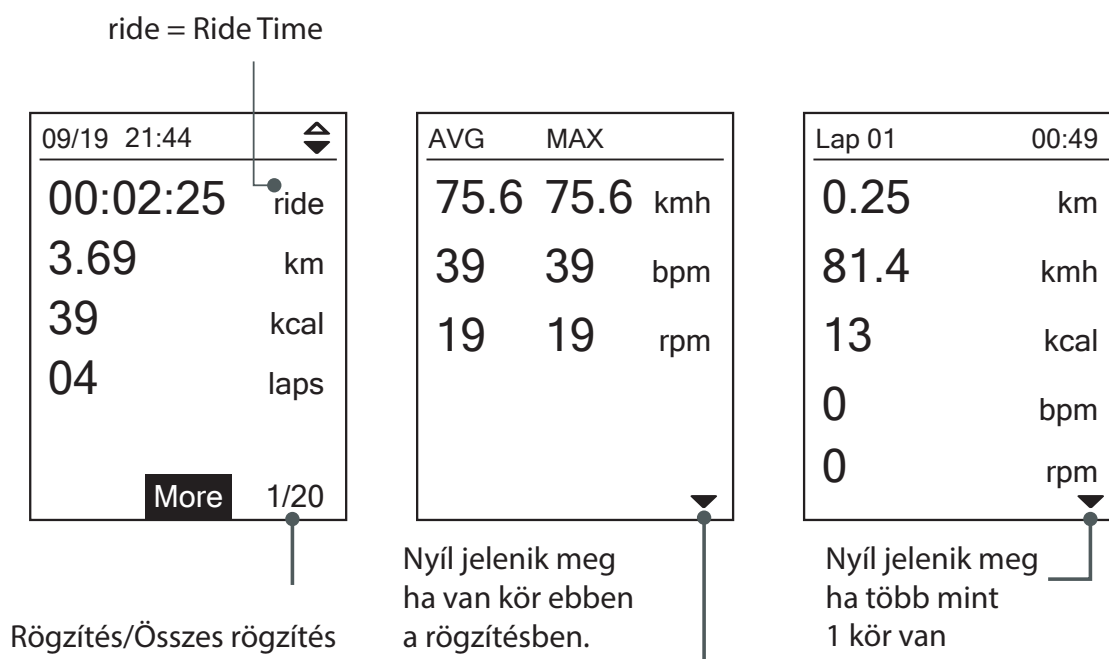 ride = Ride Time
09/19 21:44
00:02:25 ride
3.69 km
39 kcal
04 laps
More 1/20
Rögzítés/Összes rögzítés
AVG MAX
75.6 75.6 kmh
39 39 bpm
19 19 rpm
Nyíl jelenik meg
ha van kör ebben
a rögzítésben.
Lap 01 00:49
0.25 km
81.4 kmh
13 kcal
0 bpm
0 rpm
Nyíl jelenik meg
ha több mint
1 kör van